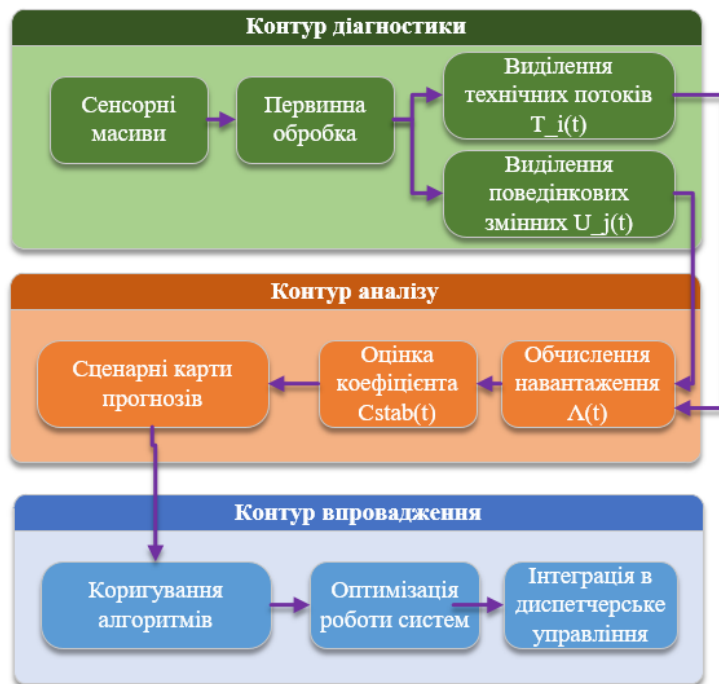 Контур діагностики
Сенсорні
масиви
Первинна
обробка
Виділення
технічних потоків
T_i(t)
Виділення
поведінкових
змінних U_j(t)
Контур аналізу
Сценарні карти
прогнозів
Оцінка
коефіцієнта
Cstab(t)
Обчислення
навантаження
Λ(t)
Контур впровадження
Коригування
алгоритмів
Оптимізація
роботи систем
Інтеграція в
диспетчерське
управління